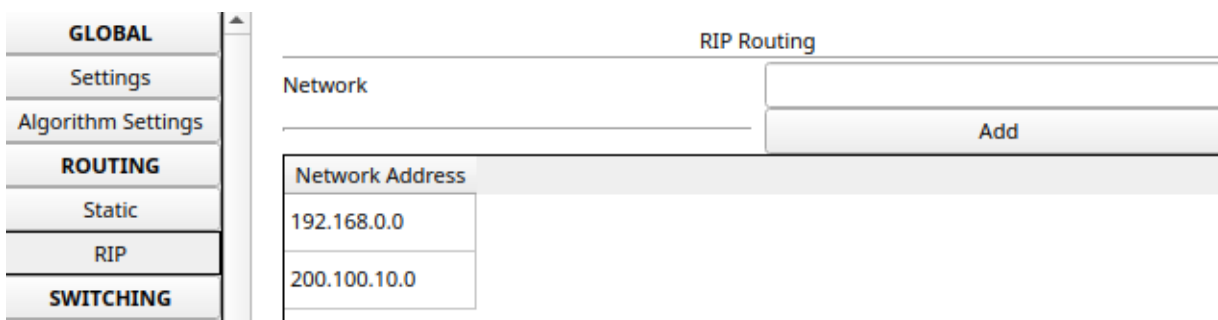 GLOBAL
Settings
Algorithm Settings
ROUTING
Static
RIP
SWITCHING
RIP Routing
Network
Add
Network Address
192.168.0.0
200.100.10.0